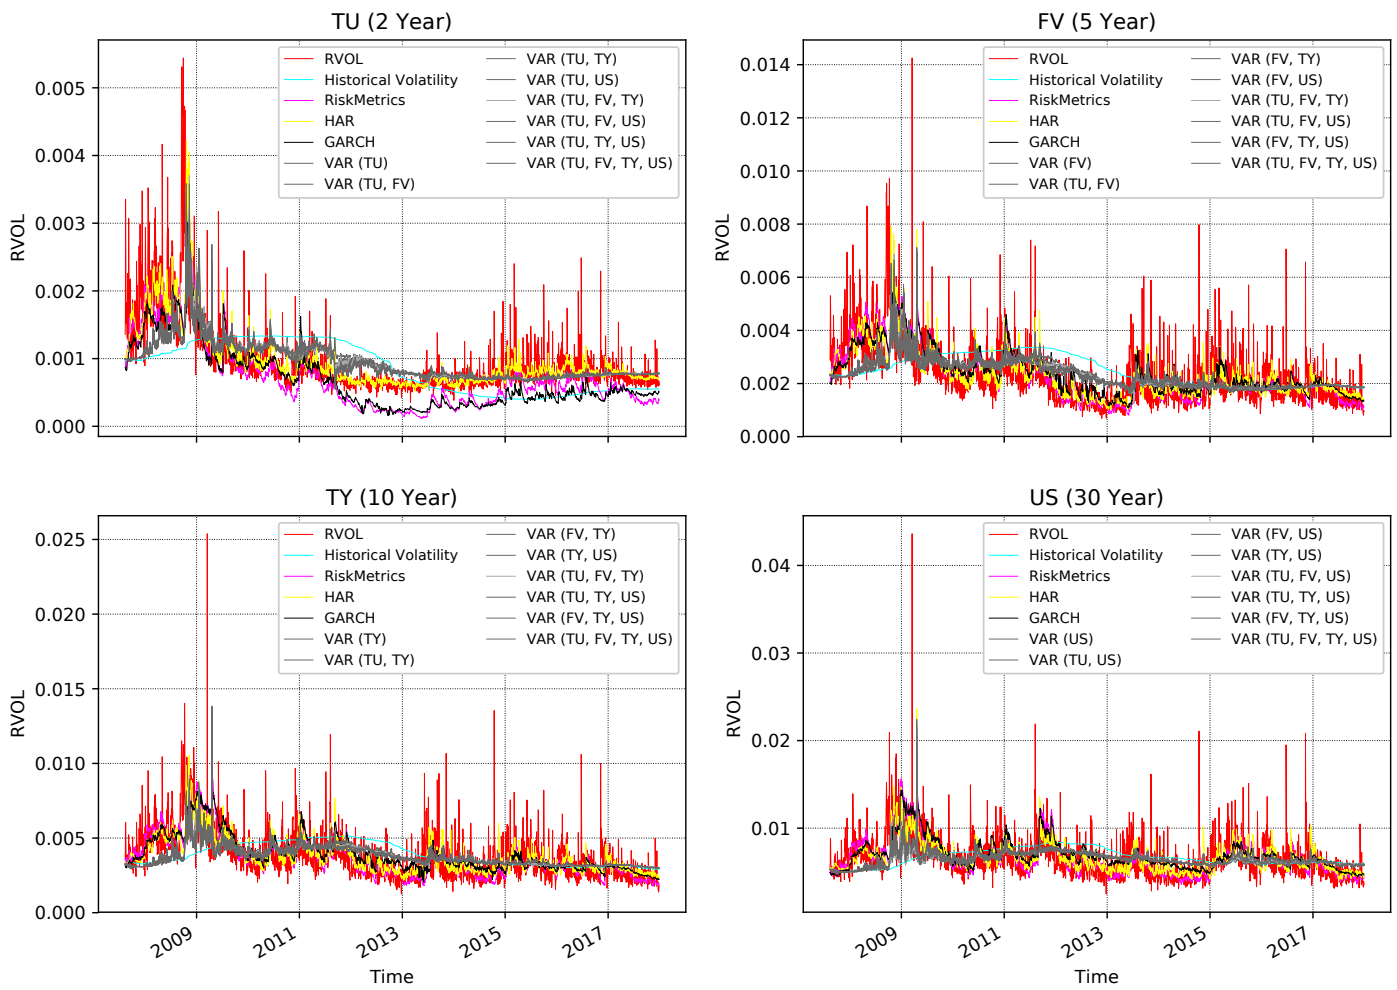 TU (2 Year)
RVOL
0.005
0.004
0.003
0.002
0.001
0.000
RVOL
Historical Volatility
RiskMetrics
HAR
GARCH
VAR (TU)
VAR (TU, FV)
VAR (TU, TY)
VAR (TU, US)
VAR (TU, FV, TY)
VAR (TU, FV, US)
VAR (TU, TY, US)
VAR (TU, FV, TY, US)
FV (5 Year)
RVOL
0.014
0.012
0.010
0.008
0.006
0.004
0.002
0.000
RVOL
Historical Volatility
RiskMetrics
HAR
GARCH
VAR (FV)
VAR (TU, FV)
VAR (FV, TY)
VAR (FV, US)
VAR (TU, FV, TY)
VAR (TU, FV, US)
VAR (FV, TY, US)
VAR (TU, FV, TY, US)
TY (10 Year)
RVOL
0.025
0.020
0.015
0.010
0.005
0.000
RVOL
Historical Volatility
RiskMetrics
HAR
GARCH
VAR (TY)
VAR (TU, TY)
VAR (FV, TY)
VAR (TY, US)
VAR (TU, FV, TY)
VAR (TU, TY, US)
VAR (FV, TY, US)
VAR (TU, FV, TY, US)
2009 2011 2013 2015 2017
Time
US (30 Year)
RVOL
0.04
0.03
0.02
0.01
RVOL
Historical Volatility
RiskMetrics
HAR
GARCH
VAR (US)
VAR (TU, US)
VAR (FV, US)
VAR (TY, US)
VAR (TU, FV, US)
VAR (TU, TY, US)
VAR (FV, TY, US)
VAR (TU, FV, TY, US)
2009 2011 2013 2015 2017
Time